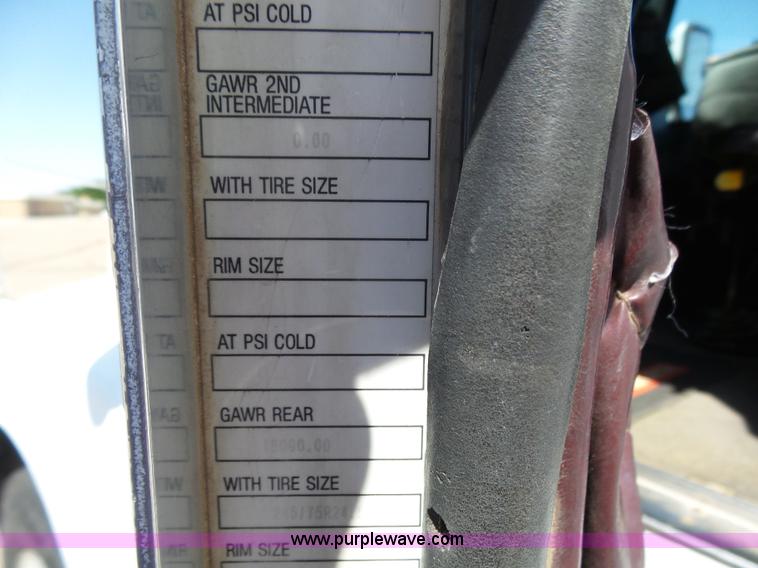 AT PSI COLD
GAWR 2ND
INTERMEDIATE
0.00
WITH TIRE SIZE
RIM SIZE
AT PSI COLD
GAWR REAR
WITH TIRE SIZE
www.purplewave.com
RIM SIZE